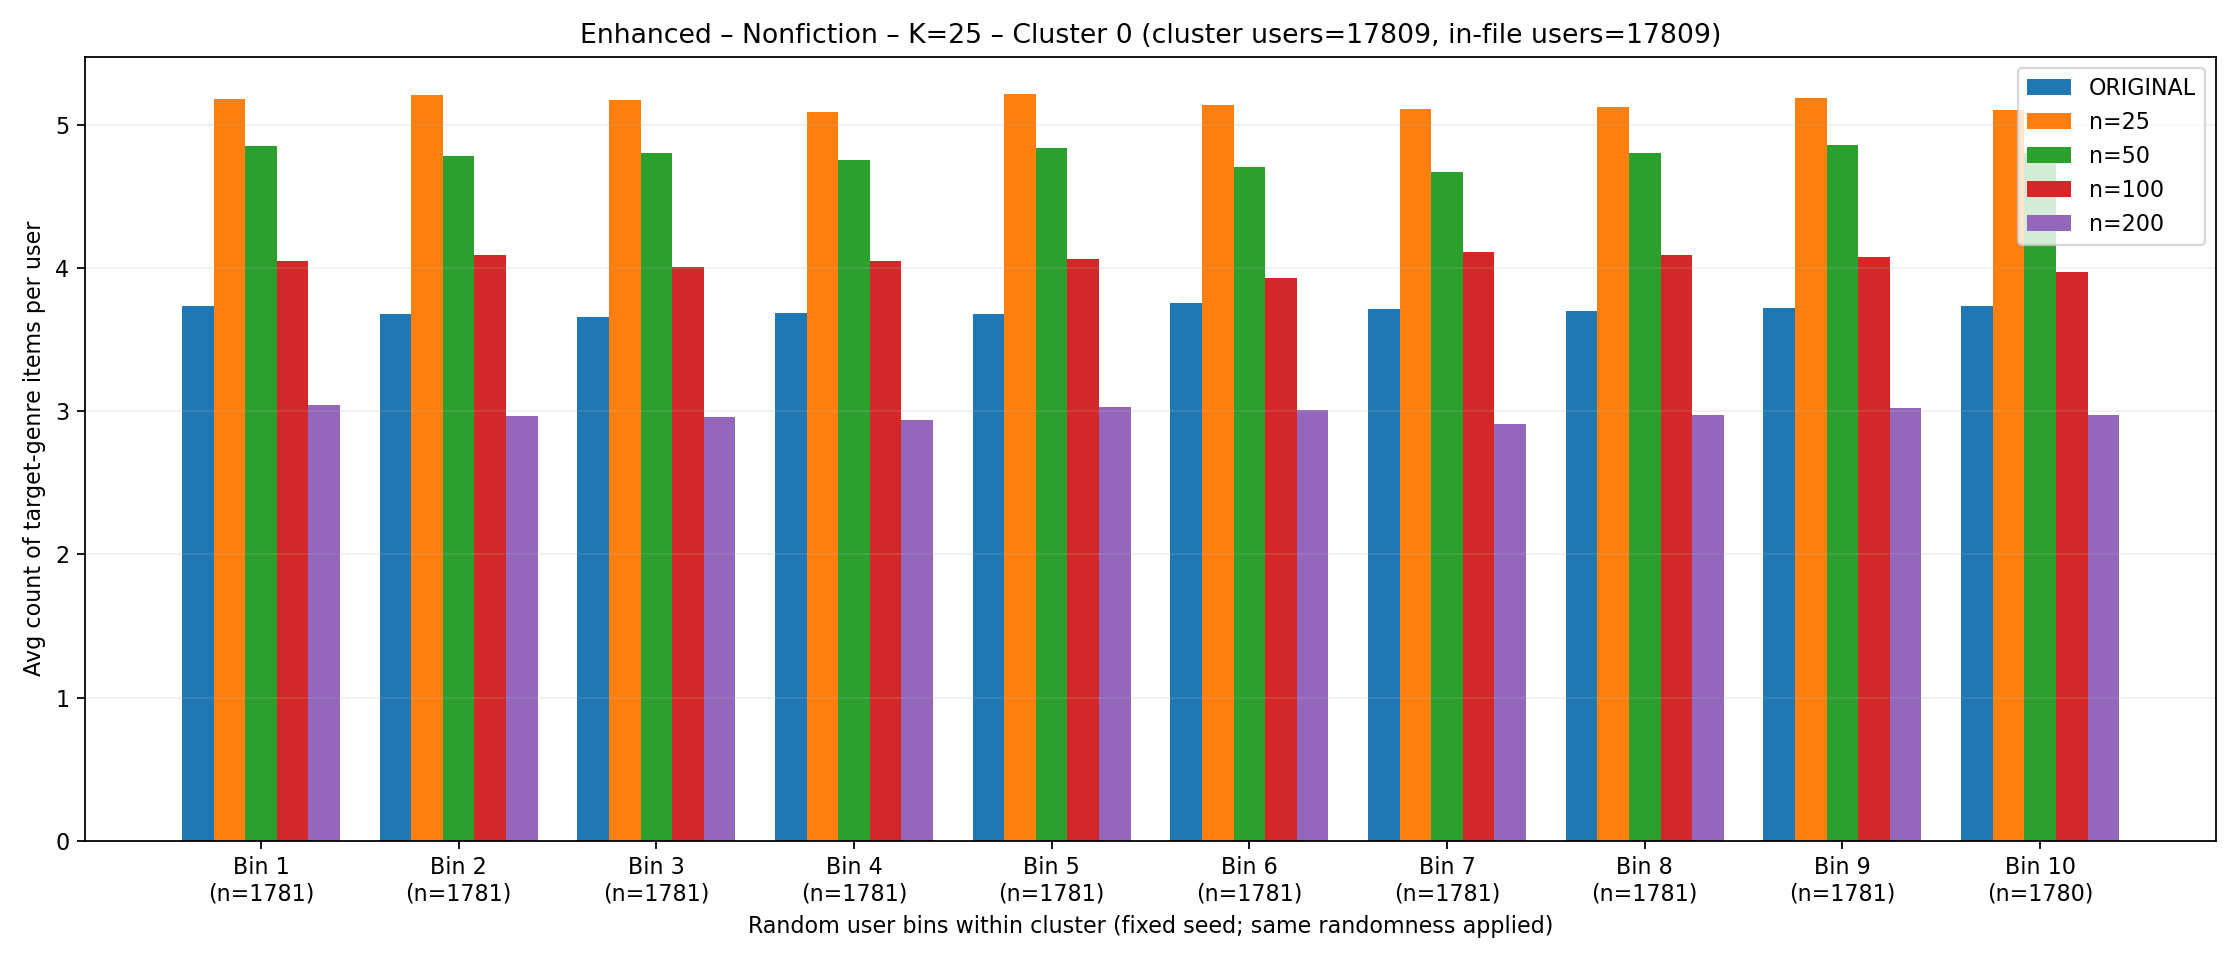 Enhanced – Nonfiction – K=25 – Cluster 0 (cluster users=17809, in-file users=17809)
ORIGINAL
n=25
n=50
n=100
n=200
Avg count of target-genre items per user
5
4
3
2
1
0
Bin 1 Bin 2 Bin 3 Bin 4 Bin 5 Bin 6 Bin 7 Bin 8 Bin 9 Bin 10
(n=1781) (n=1781) (n=1781) (n=1781) (n=1781) (n=1781) (n=1781) (n=1781) (n=1781) (n=1780)
Random user bins within cluster (fixed seed; same randomness applied)